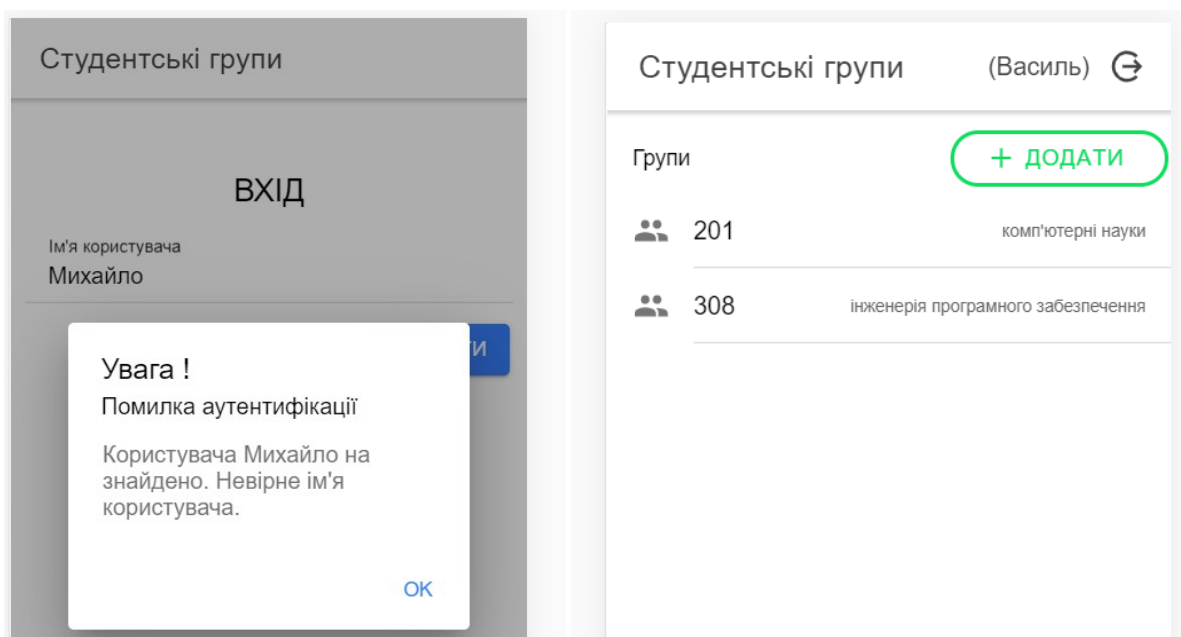 Студентські групи
ВХІД
Ім'я користувача
Михайло
Увага !
Помилка аутентифікації
Користувача Михайло на
знайдено. Невірне ім'я
користувача.
OK
Студентські групи (Василь)
Групи + ДОДАТИ
201 комп'ютерні науки
308 інженерія програмного забезпечення